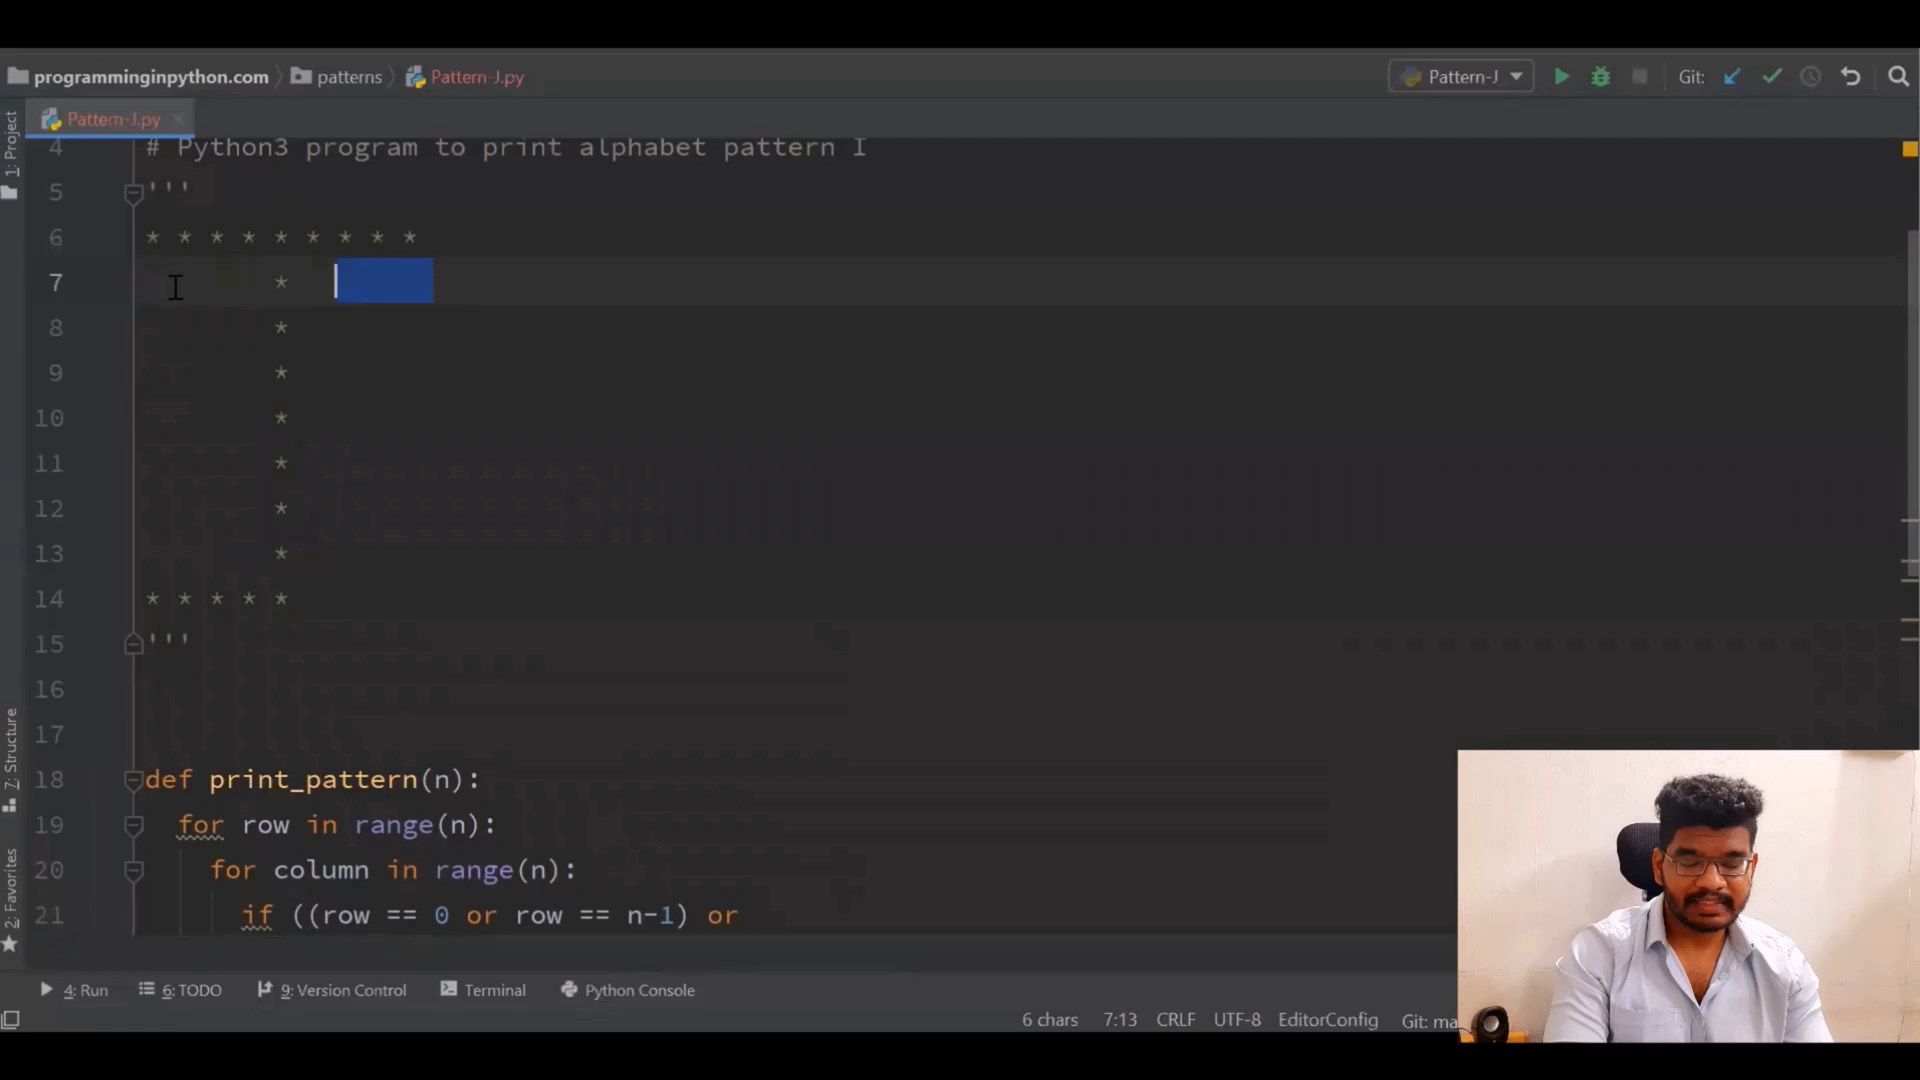 programminginpython.com patterns Pattern-J.py Pattern-J Git:
Pattern-J.py
1: Project
4 # Python3 program to print alphabet pattern I
5 '''
6 * * * * * * * * *
7 *
8 *
9 *
10 *
11 *
12 *
13 *
14 * * * * *
15 '''
16
17
18 def print_pattern(n):
19 for row in range(n):
20 for column in range(n):
21 if ((row == 0 or row == n-1) or
7: Structure
2: Favorites
4: Run 6: TODO 9: Version Control Terminal Python Console
6 chars 7:13 CRLF UTF-8 EditorConfig Git: ma